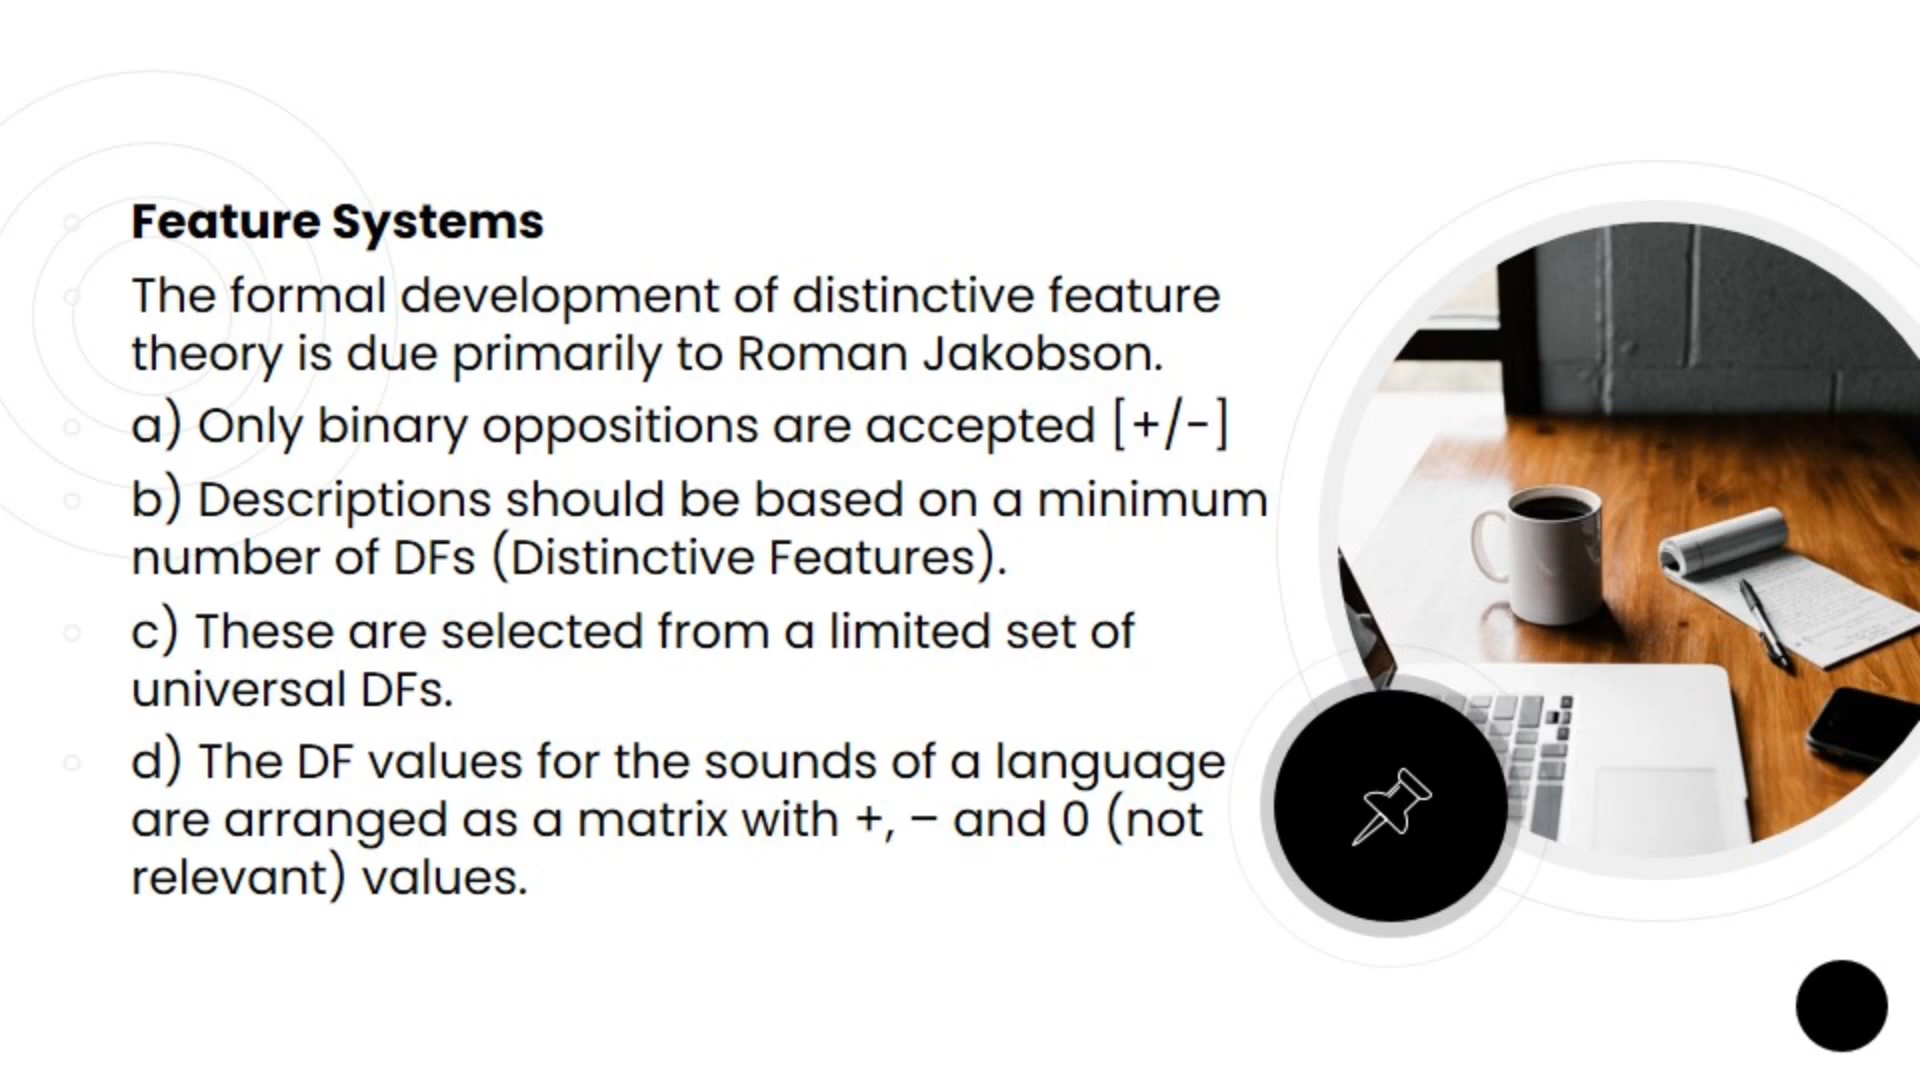 Feature Systems
The formal development of distinctive feature
theory is due primarily to Roman Jakobson.
a) Only binary oppositions are accepted [+/-]
b) Descriptions should be based on a minimum
number of DFs (Distinctive Features).
c) These are selected from a limited set of
universal DFs.
d) The DF values for the sounds of a language
are arranged as a matrix with +, – and 0 (not
relevant) values.